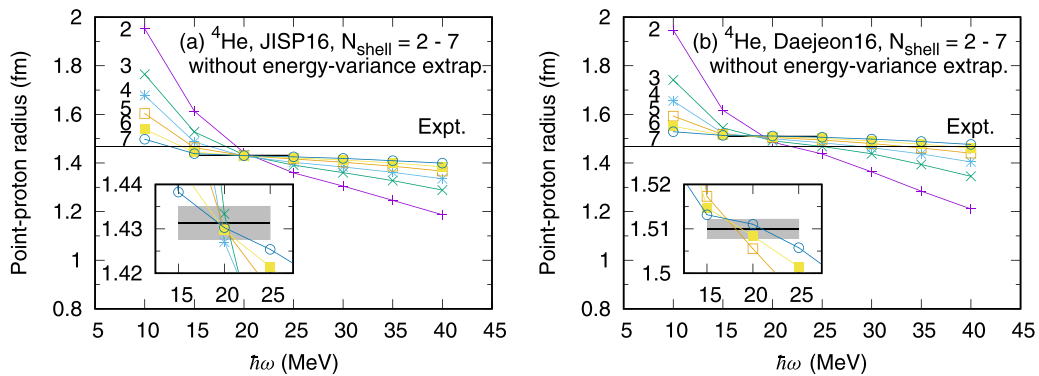 2
1.8
1.6
1.4
1.2
1
0.8
Point-proton radius (fm)
(a) ⁴He, JISP16, N_shell = 2 - 7
without energy-variance extrap.
2
3
4
5
6
7
Expt.
1.44
1.43
1.42
15 20 25
5 10 15 20 25 30 35 40 45
ℏω (MeV)
2
1.8
1.6
1.4
1.2
1
0.8
Point-proton radius (fm)
(b) ⁴He, Daejeon16, N_shell = 2 - 7
without energy-variance extrap.
2
3
4
5
6
7
Expt.
1.52
1.51
1.5
15 20 25
5 10 15 20 25 30 35 40 45
ℏω (MeV)